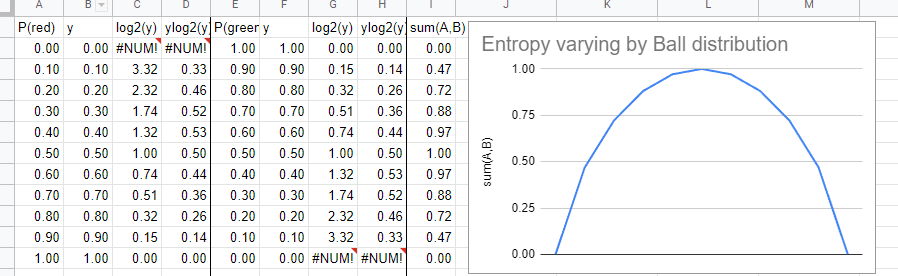 A B C D E F G H I J K L M
P(red) y log2(y) ylog2(y) P(green y log2(y) ylog2(y) sum(A,B)
0.00 0.00 #NUM! #NUM! 1.00 1.00 0.00 0.00 0.00
0.10 0.10 3.32 0.33 0.90 0.90 0.15 0.14 0.47
0.20 0.20 2.32 0.46 0.80 0.80 0.32 0.26 0.72
0.30 0.30 1.74 0.52 0.70 0.70 0.51 0.36 0.88
0.40 0.40 1.32 0.53 0.60 0.60 0.74 0.44 0.97
0.50 0.50 1.00 0.50 0.50 0.50 1.00 0.50 1.00
0.60 0.60 0.74 0.44 0.40 0.40 1.32 0.53 0.97
0.70 0.70 0.51 0.36 0.30 0.30 1.74 0.52 0.88
0.80 0.80 0.32 0.26 0.20 0.20 2.32 0.46 0.72
0.90 0.90 0.15 0.14 0.10 0.10 3.32 0.33 0.47
1.00 1.00 0.00 0.00 0.00 0.00 #NUM! #NUM! 0.00
Entropy varying by Ball distribution
sum(A,B)
1.00
0.75
0.50
0.25
0.00